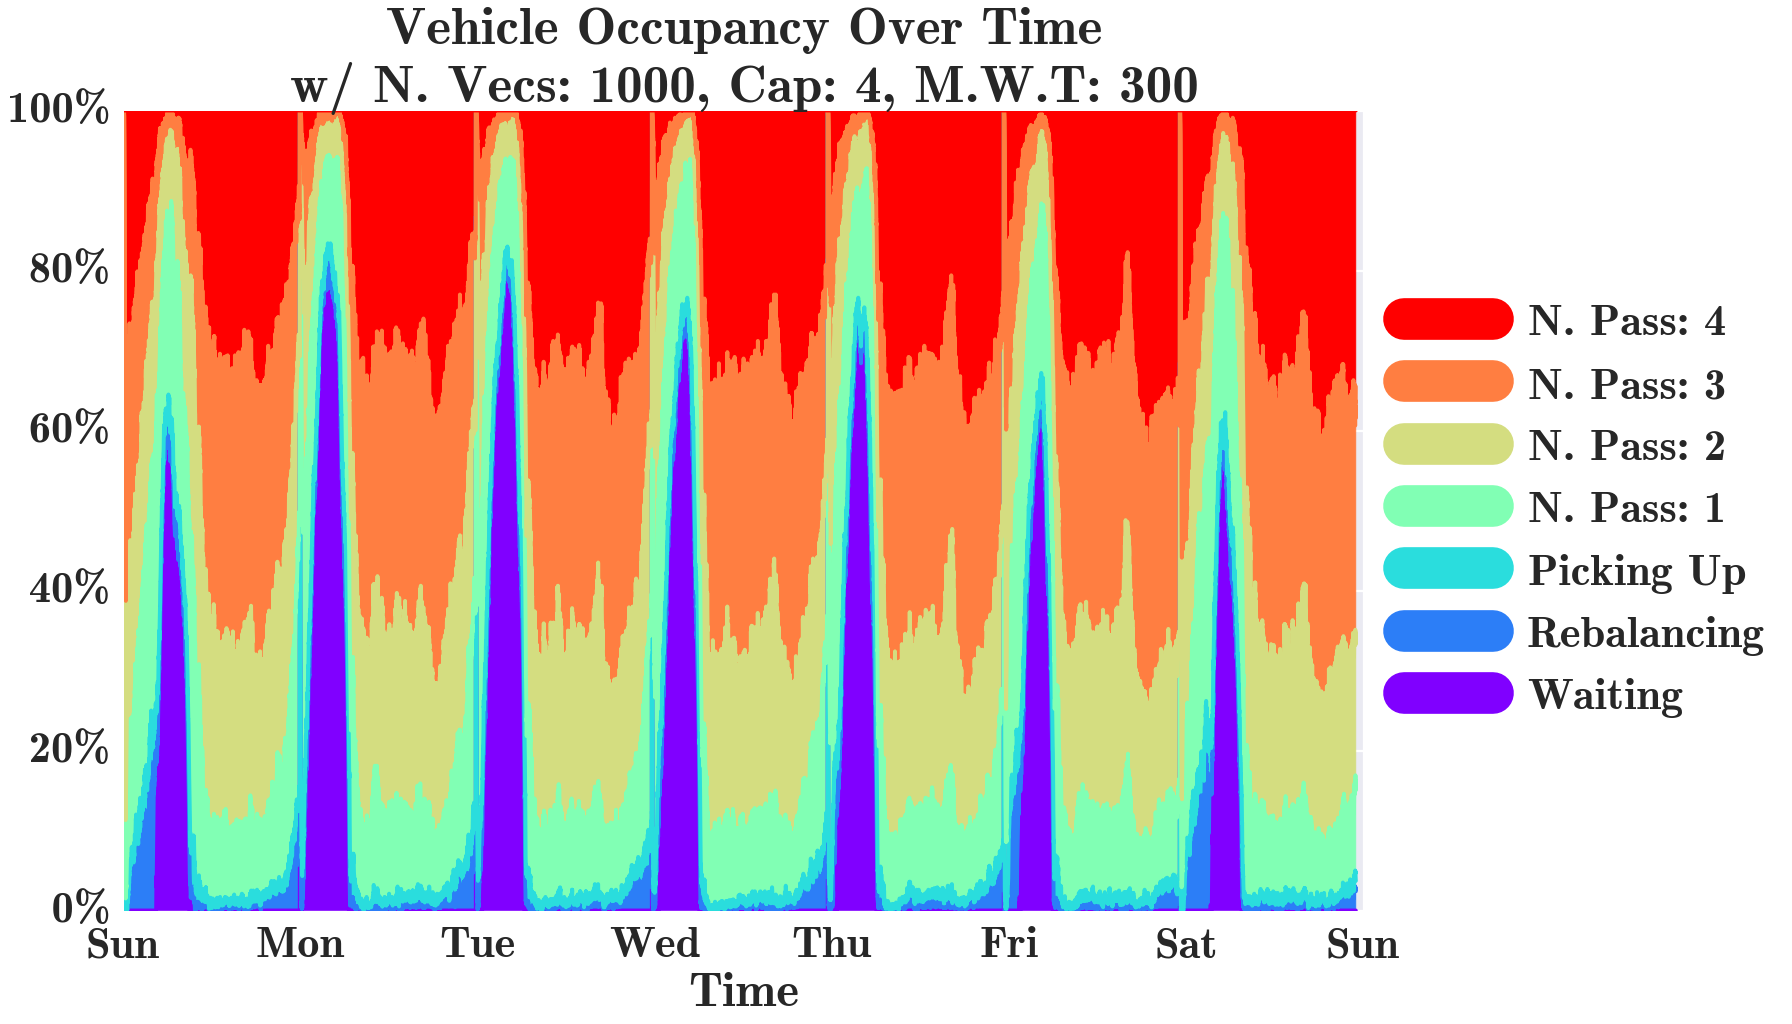 Vehicle Occupancy Over Time
w/ N. Vecs: 1000, Cap: 4, M.W.T: 300
100%
80%
60%
40%
20%
0%
Sun Mon Tue Wed Thu Fri Sat Sun
Time
N. Pass: 4
N. Pass: 3
N. Pass: 2
N. Pass: 1
Picking Up
Rebalancing
Waiting